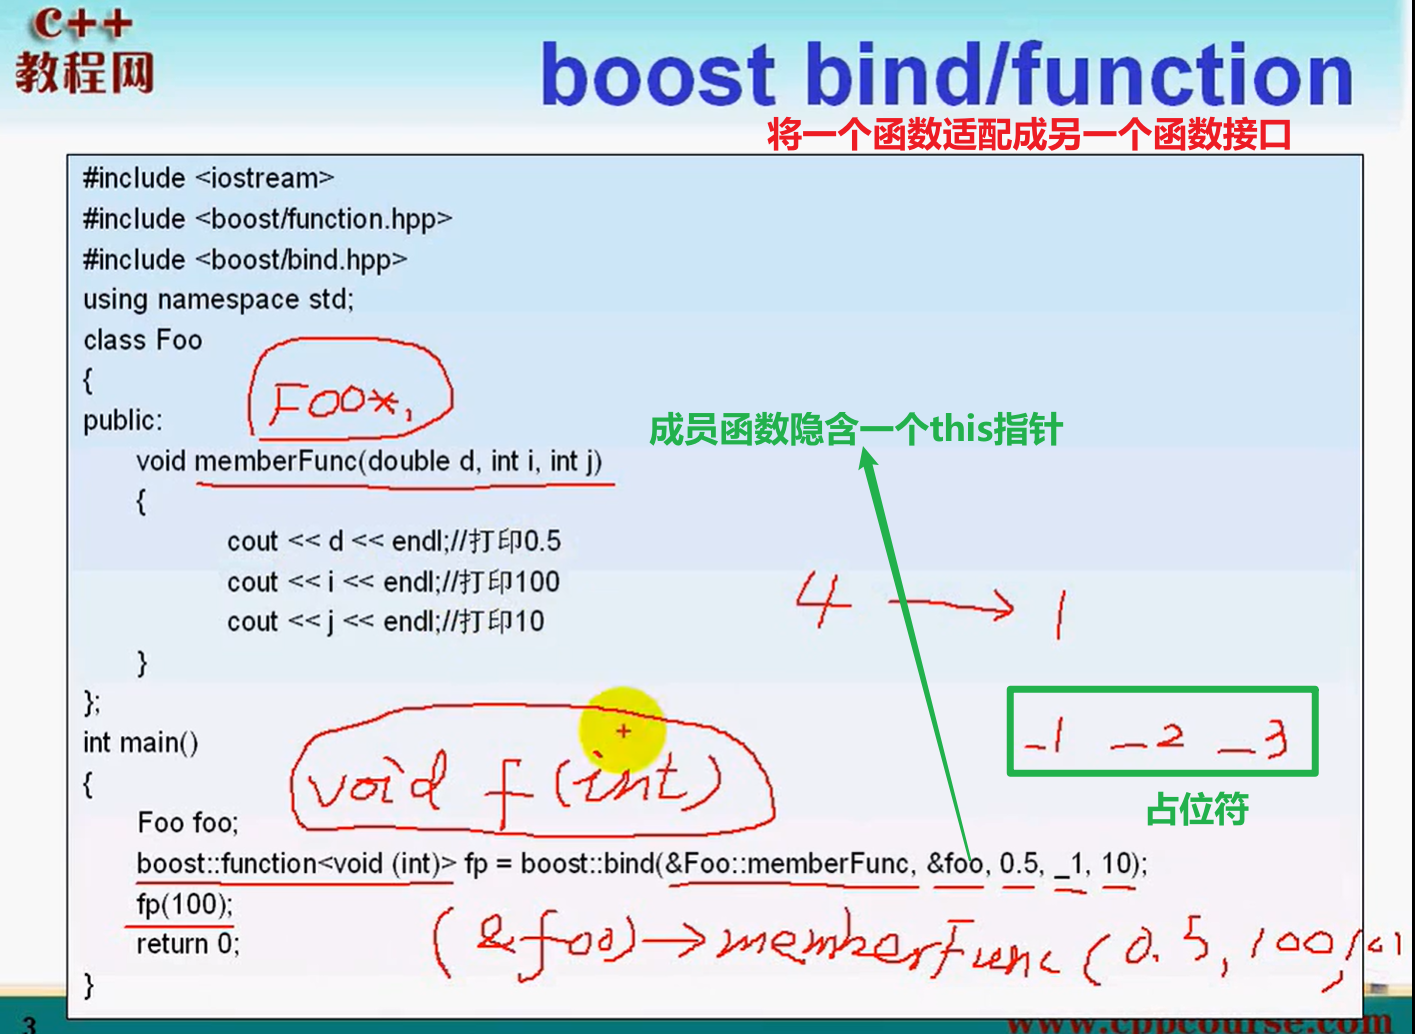 C++
教程网
boost bind/function
将一个函数适配成另一个函数接口
#include <iostream>
#include <boost/function.hpp>
#include <boost/bind.hpp>
using namespace std;
class Foo
{
Foo*,
public:
成员函数隐含一个this指针
void memberFunc(double d, int i, int j)
{
cout << d << endl;//打印0.5
cout << i << endl;//打印100
cout << j << endl;//打印10
4 → 1
}
};
int main()
_1 _2 _3
{
void f(int)
占位符
Foo foo;
boost::function<void (int)> fp = boost::bind(&Foo::memberFunc, &foo, 0.5, _1, 10);
fp(100);
(&foo)->memberFunc(0.5, 100, 10)
return 0;
}
3
www.cppcourse.com